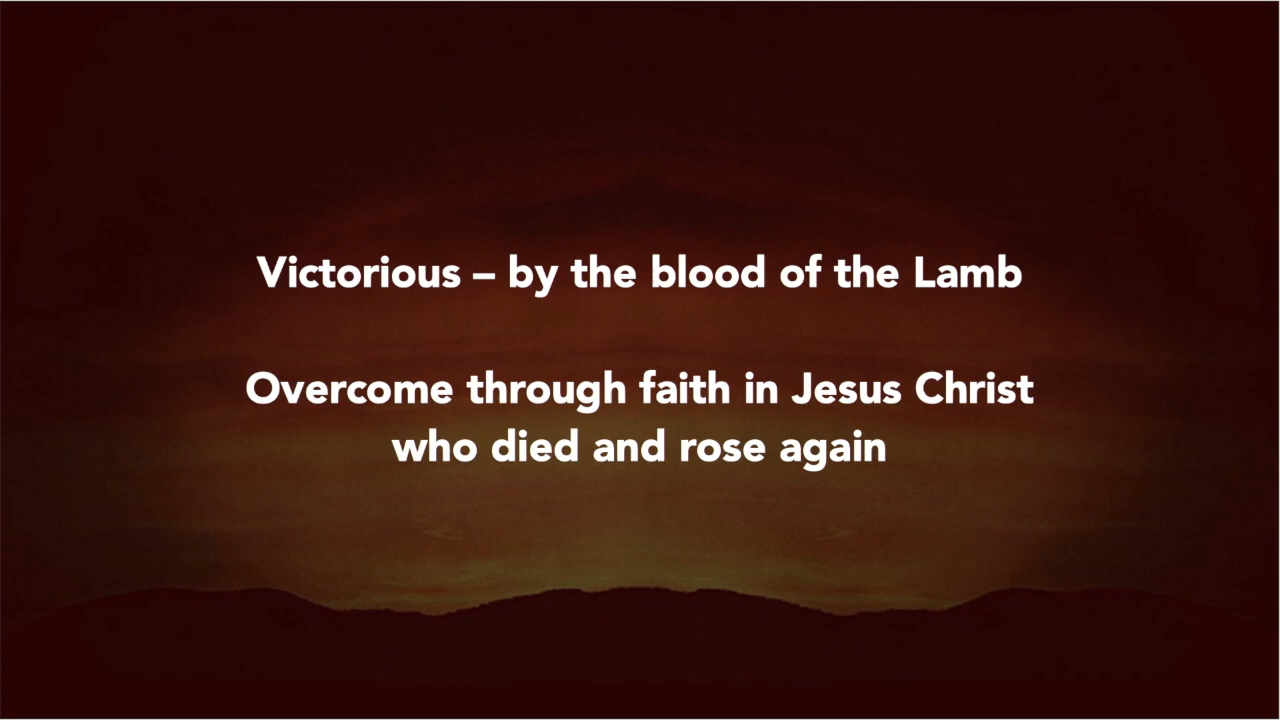 Victorious – by the blood of the Lamb
Overcome through faith in Jesus Christ
who died and rose again